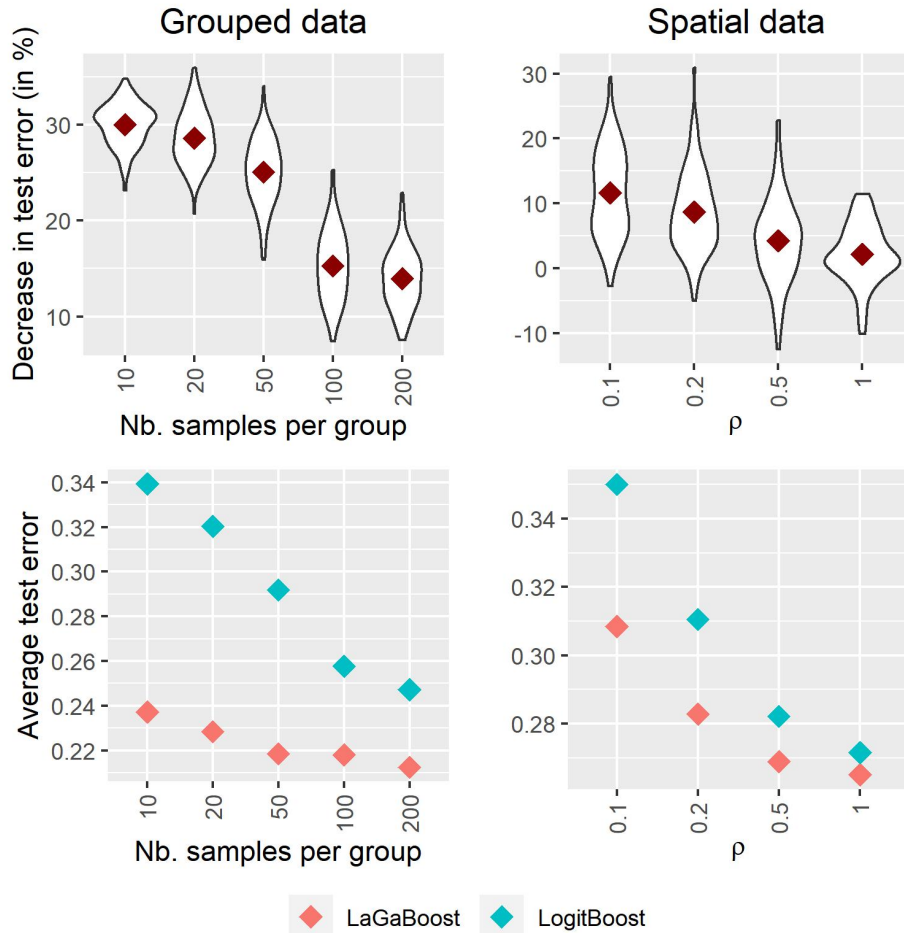 Grouped data
Spatial data
Decrease in test error (in %)
30
20
10
10 20 50 100 200
Nb. samples per group
30
20
10
0
-10
0.1 0.2 0.5 1
ρ
Average test error
0.34
0.32
0.30
0.28
0.26
0.24
0.22
10 20 50 100 200
Nb. samples per group
0.34
0.32
0.30
0.28
0.1 0.2 0.5 1
ρ
LaGaBoost LogitBoost